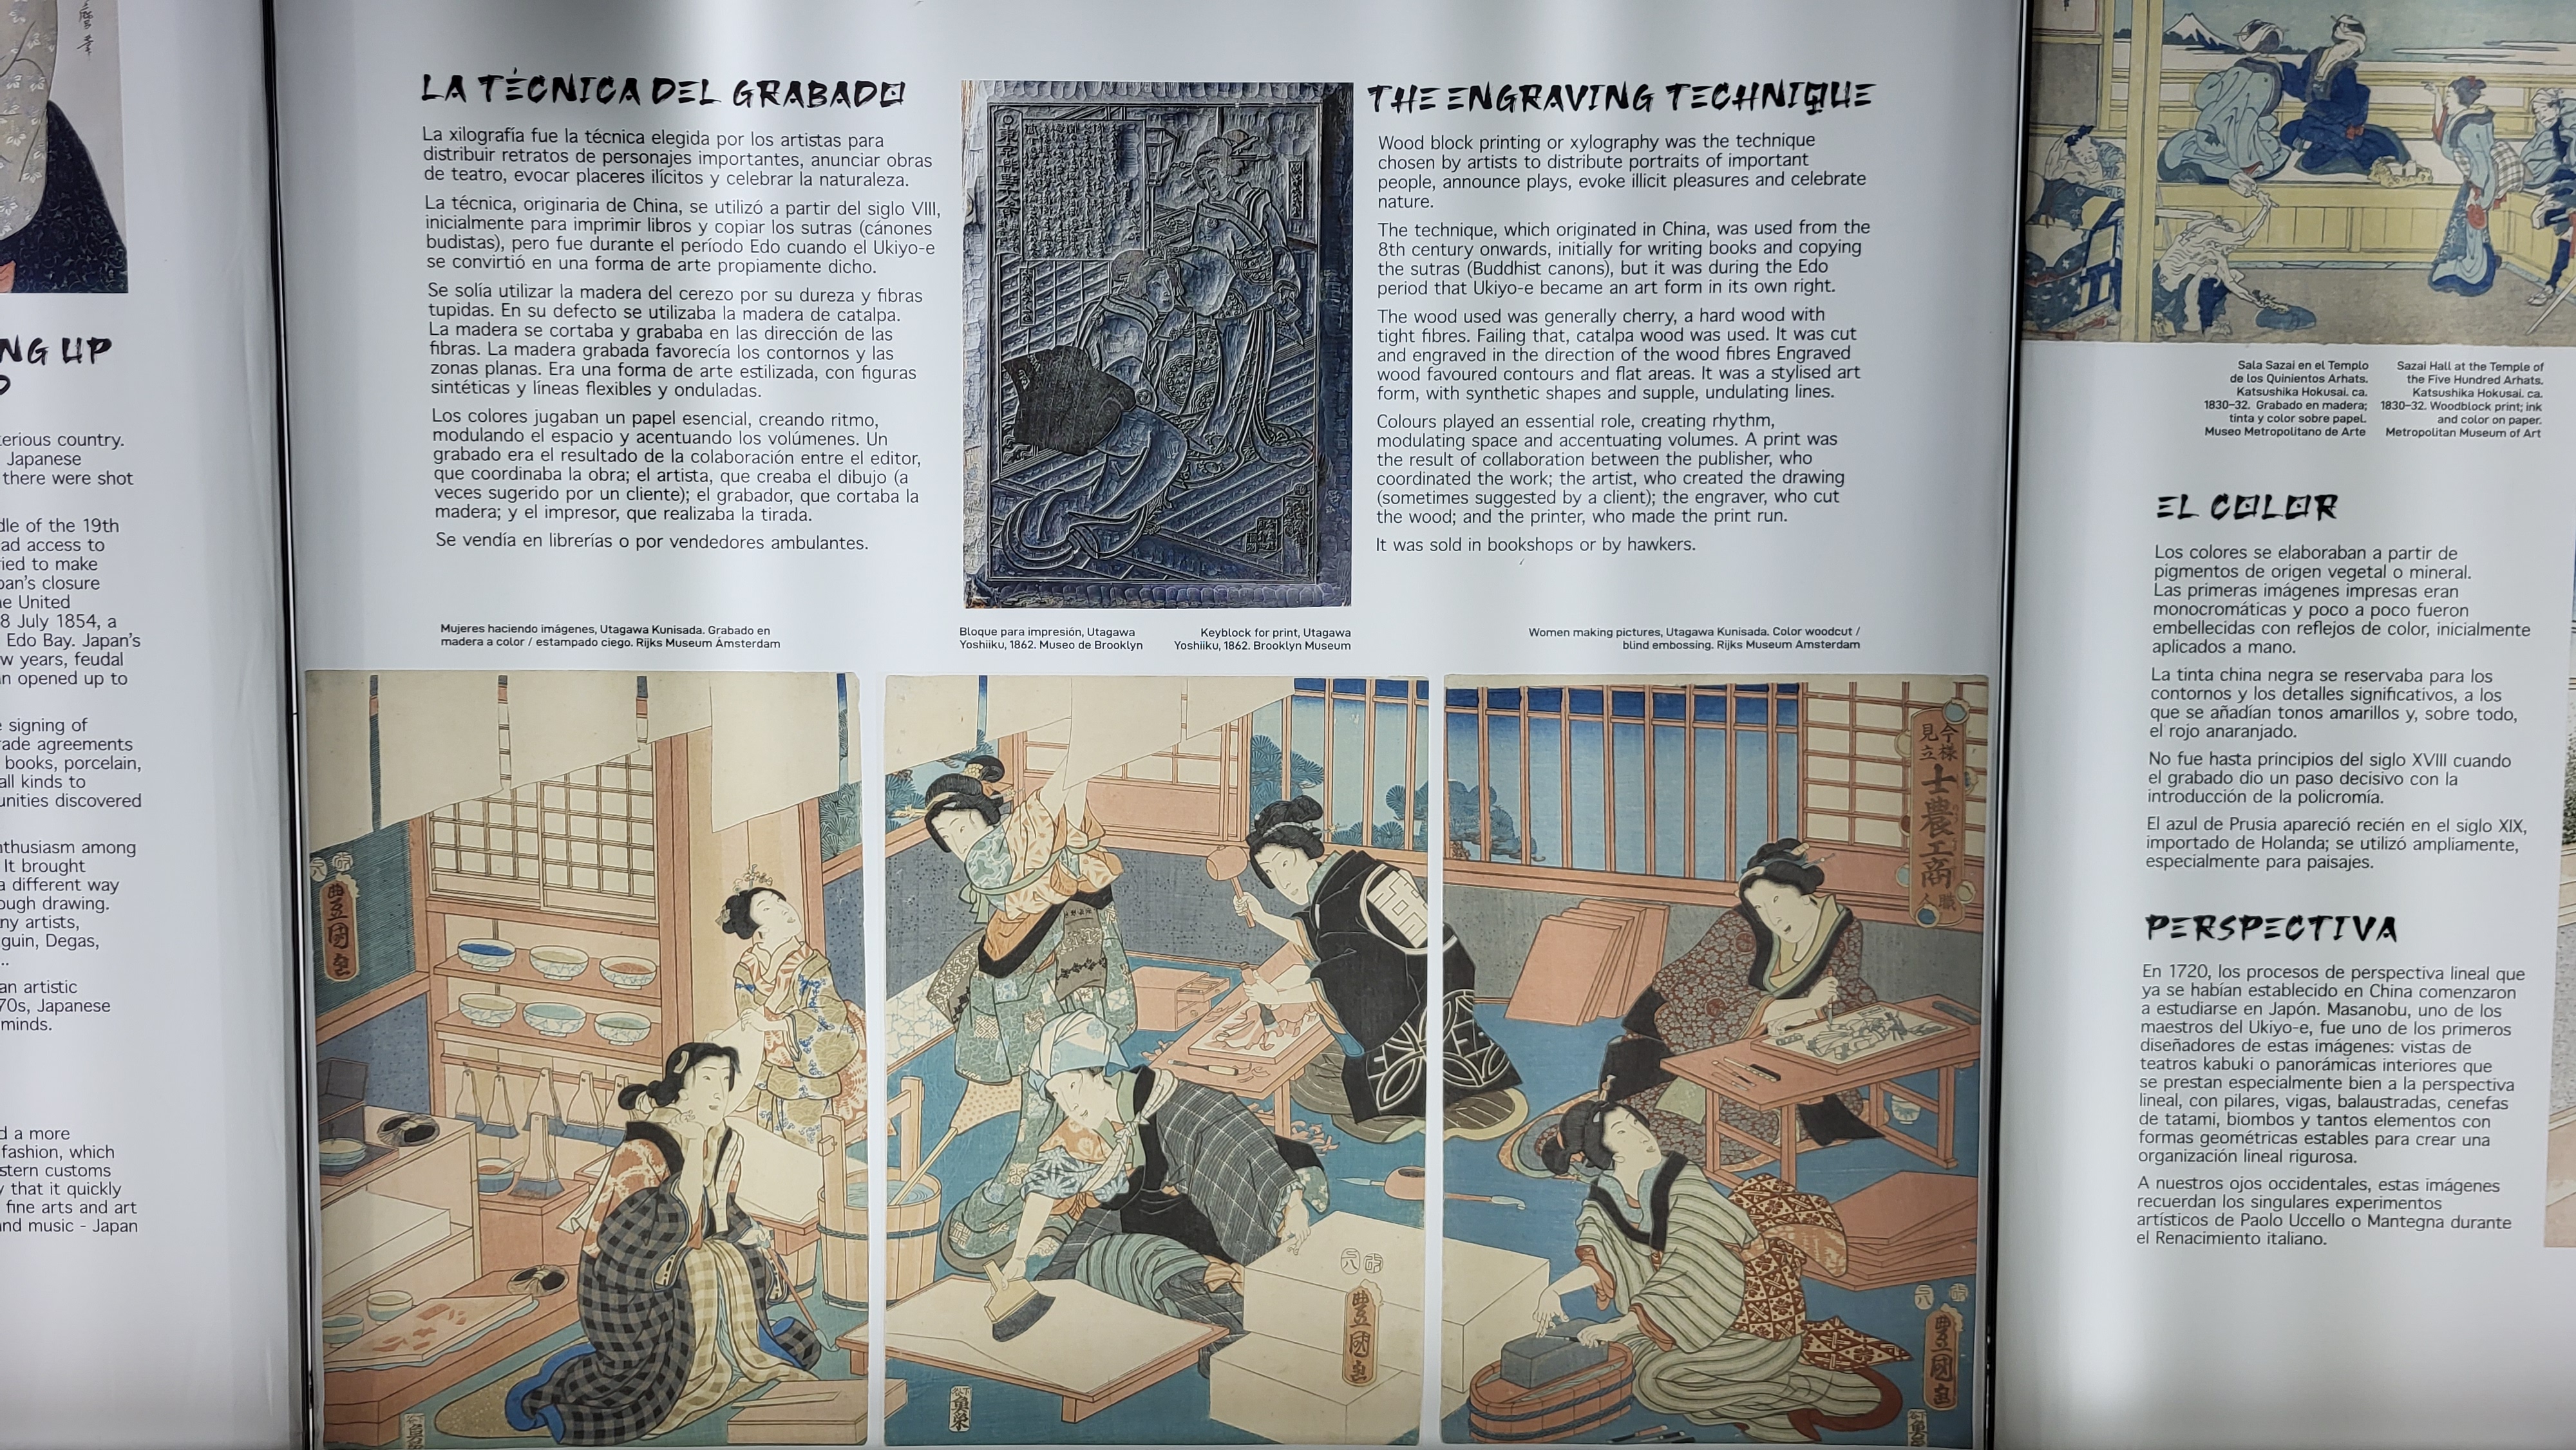 NG UP
O
erious country.
Japanese
there were shot
dle of the 19th
ad access to
ied to make
pan's closure
e United
8 July 1854, a
Edo Bay. Japan's
w years, feudal
n opened up to
e signing of
rade agreements
books, porcelain,
all kinds to
unities discovered
nthusiasm among
It brought
a different way
ough drawing.
ny artists,
guin, Degas,
..
an artistic
70s, Japanese
minds.
d a more
fashion, which
stern customs
y that it quickly
fine arts and art
and music - Japan
LA TÉCNICA DEL GRABADO
La xilografía fue la técnica elegida por los artistas para
distribuir retratos de personajes importantes, anunciar obras
de teatro, evocar placeres ilícitos y celebrar la naturaleza.
La técnica, originaria de China, se utilizó a partir del siglo VIII,
inicialmente para imprimir libros y copiar los sutras (cánones
budistas), pero fue durante el período Edo cuando el Ukiyo-e
se convirtió en una forma de arte propiamente dicho.
Se solía utilizar la madera del cerezo por su dureza y fibras
tupidas. En su defecto se utilizaba la madera de catalpa.
La madera se cortaba y grababa en las dirección de las
fibras. La madera grabada favorecía los contornos y las
zonas planas. Era una forma de arte estilizada, con figuras
sintéticas y líneas flexibles y onduladas.
Los colores jugaban un papel esencial, creando ritmo,
modulando el espacio y acentuando los volúmenes. Un
grabado era el resultado de la colaboración entre el editor,
que coordinaba la obra; el artista, que creaba el dibujo (a
veces sugerido por un cliente); el grabador, que cortaba la
madera; y el impresor, que realizaba la tirada.
Se vendía en librerías o por vendedores ambulantes.
Mujeres haciendo imágenes, Utagawa Kunisada. Grabado en
madera a color / estampado ciego. Rijks Museum Ámsterdam
Bloque para impresión, Utagawa
Yoshiiku, 1862. Museo de Brooklyn
Keyblock for print, Utagawa
Yoshiiku, 1862. Brooklyn Museum
THE ENGRAVING TECHNIQUE
Wood block printing or xylography was the technique
chosen by artists to distribute portraits of important
people, announce plays, evoke illicit pleasures and celebrate
nature.
The technique, which originated in China, was used from the
8th century onwards, initially for writing books and copying
the sutras (Buddhist canons), but it was during the Edo
period that Ukiyo-e became an art form in its own right.
The wood used was generally cherry, a hard wood with
tight fibres. Failing that, catalpa wood was used. It was cut
and engraved in the direction of the wood fibres Engraved
wood favoured contours and flat areas. It was a stylised art
form, with synthetic shapes and supple, undulating lines.
Colours played an essential role, creating rhythm,
modulating space and accentuating volumes. A print was
the result of collaboration between the publisher, who
coordinated the work; the artist, who created the drawing
(sometimes suggested by a client); the engraver, who cut
the wood; and the printer, who made the print run.
It was sold in bookshops or by hawkers.
Women making pictures, Utagawa Kunisada. Color woodcut /
blind embossing. Rijks Museum Amsterdam
豊国画
豊国画
今様
見立
士農工商
職人
豊国画
Sala Sazai en el Templo
de los Quinientos Arhats.
Katsushika Hokusai. ca.
1830–32. Grabado en madera;
tinta y color sobre papel.
Museo Metropolitano de Arte
Sazai Hall at the Temple of
the Five Hundred Arhats.
Katsushika Hokusai. ca.
1830–32. Woodblock print; ink
and color on paper.
Metropolitan Museum of Art
EL COLOR
Los colores se elaboraban a partir de
pigmentos de origen vegetal o mineral.
Las primeras imágenes impresas eran
monocromáticas y poco a poco fueron
embellecidas con reflejos de color, inicialmente
aplicados a mano.
La tinta china negra se reservaba para los
contornos y los detalles significativos, a los
que se añadían tonos amarillos y, sobre todo,
el rojo anaranjado.
No fue hasta principios del siglo XVIII cuando
el grabado dio un paso decisivo con la
introducción de la policromía.
El azul de Prusia apareció recién en el siglo XIX,
importado de Holanda; se utilizó ampliamente,
especialmente para paisajes.
PERSPECTIVA
En 1720, los procesos de perspectiva lineal que
ya se habían establecido en China comenzaron
a estudiarse en Japón. Masanobu, uno de los
maestros del Ukiyo-e, fue uno de los primeros
diseñadores de estas imágenes: vistas de
teatros kabuki o panorámicas interiores que
se prestan especialmente bien a la perspectiva
lineal, con pilares, vigas, balaustradas, cenefas
de tatami, biombos y tantos elementos con
formas geométricas estables para crear una
organización lineal rigurosa.
A nuestros ojos occidentales, estas imágenes
recuerdan los singulares experimentos
artísticos de Paolo Uccello o Mantegna durante
el Renacimiento italiano.